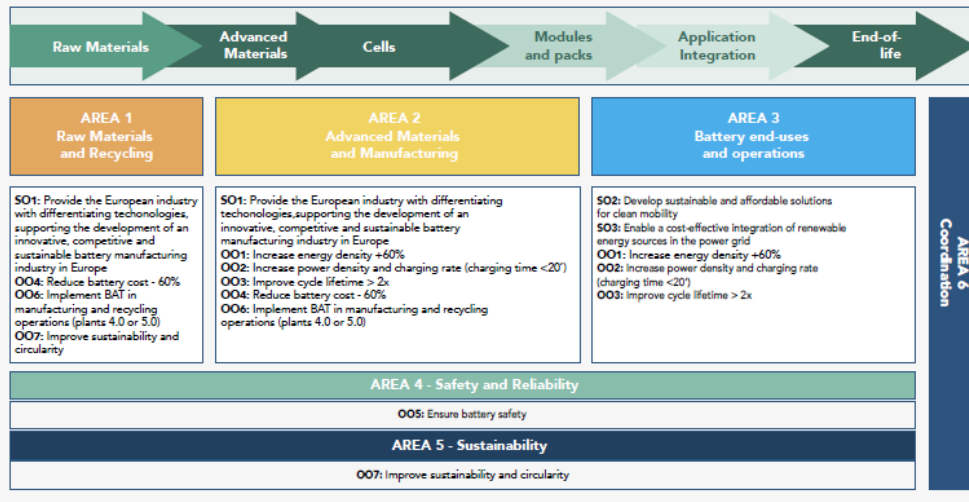 Raw Materials
Advanced
Materials
Cells
Modules
and packs
Application
Integration
End-of-
life
AREA 1
Raw Materials
and Recycling
AREA 2
Advanced Materials
and Manufacturing
AREA 3
Battery end-uses
and operations
SO1: Provide the European industry
with differentiating techonologies,
supporting the development of an
innovative, competitive and
sustainable battery manufacturing
industry in Europe
OO4: Reduce battery cost - 60%
OO6: Implement BAT in
manufacturing and recycling
operations (plants 4.0 or 5.0)
OO7: Improve sustainability and
circularity
SO1: Provide the European industry with differentiating
techonologies,supporting the development of an
innovative, competitive and sustainable battery
manufacturing industry in Europe
OO1: Increase energy density +60%
OO2: Increase power density and charging rate (charging time <20')
OO3: Improve cycle lifetime > 2x
OO4: Reduce battery cost - 60%
OO6: Implement BAT in manufacturing and recycling
operations (plants 4.0 or 5.0)
SO2: Develop sustainable and affordable solutions
for clean mobility
SO3: Enable a cost-effective integration of renewable
energy sources in the power grid
OO1: Increase energy density +60%
OO2: Increase power density and charging rate
(charging time <20')
OO3: Improve cycle lifetime > 2x
AREA 6
Coordination
AREA 4 - Safety and Reliability
OO5: Ensure battery safety
AREA 5 - Sustainability
OO7: Improve sustainability and circularity